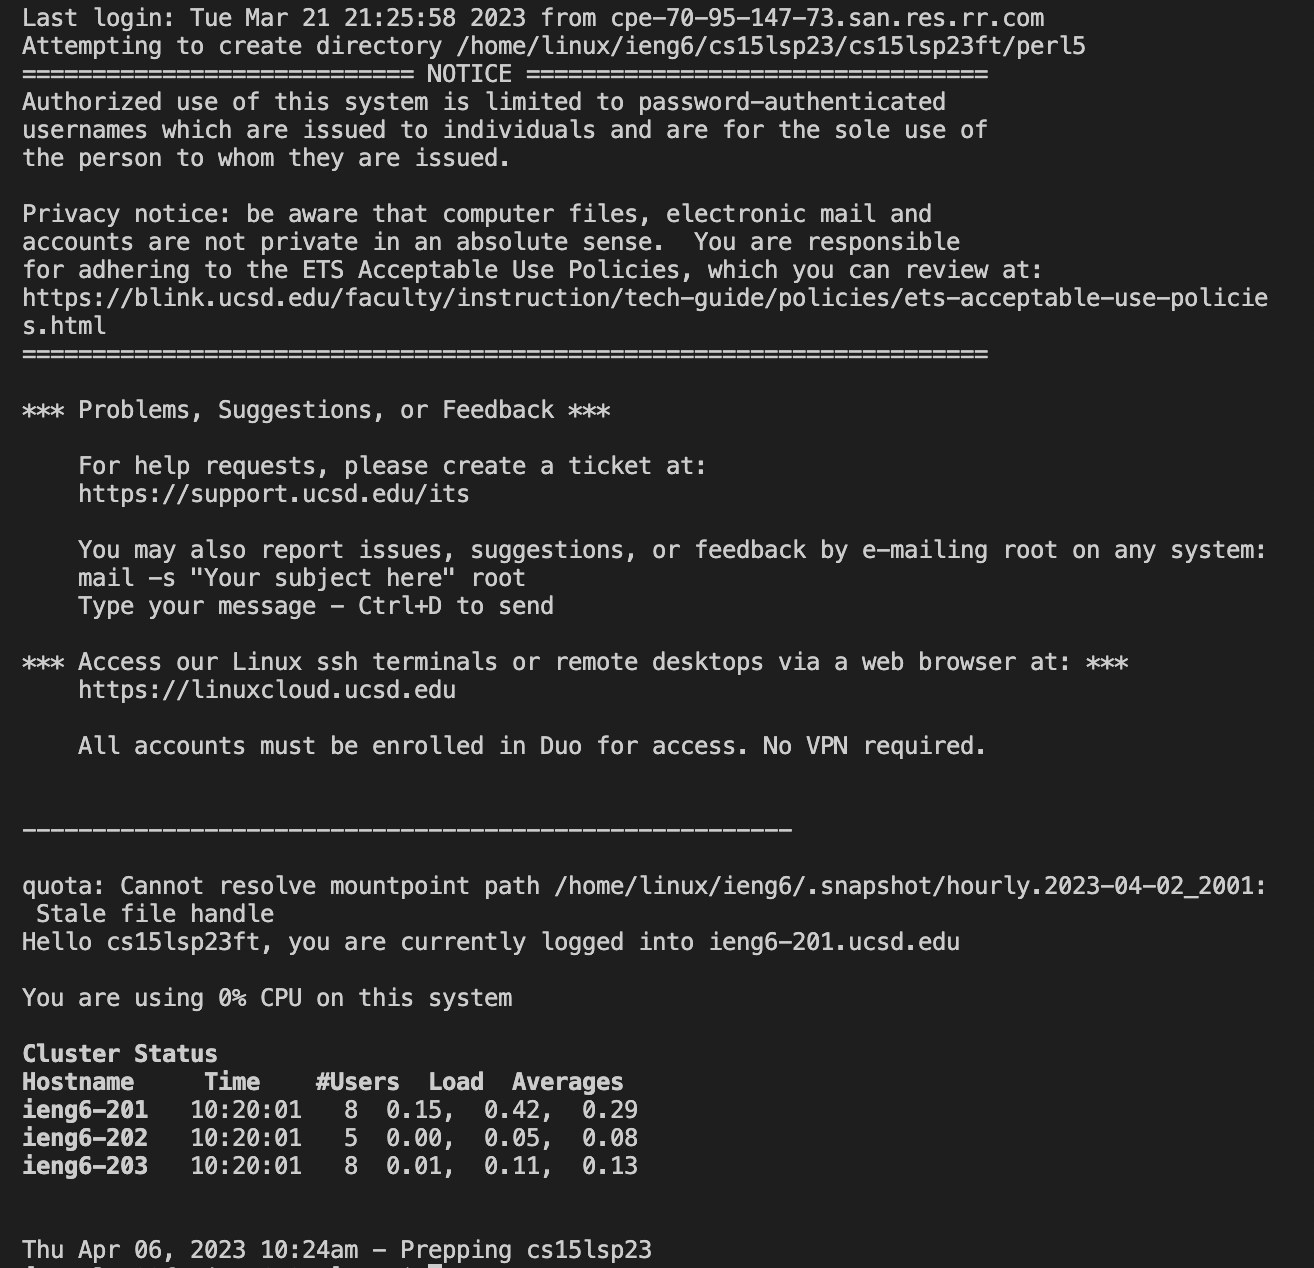 Last login: Tue Mar 21 21:25:58 2023 from cpe-70-95-147-73.san.res.rr.com
Attempting to create directory /home/linux/ieng6/cs15lsp23/cs15lsp23ft/perl5
============================ NOTICE =================================
Authorized use of this system is limited to password-authenticated
usernames which are issued to individuals and are for the sole use of
the person to whom they are issued.
Privacy notice: be aware that computer files, electronic mail and
accounts are not private in an absolute sense.  You are responsible
for adhering to the ETS Acceptable Use Policies, which you can review at:
https://blink.ucsd.edu/faculty/instruction/tech-guide/policies/ets-acceptable-use-policie
s.html
=====================================================================
*** Problems, Suggestions, or Feedback ***
    For help requests, please create a ticket at:
    https://support.ucsd.edu/its
    You may also report issues, suggestions, or feedback by e-mailing root on any system:
    mail -s "Your subject here" root
    Type your message - Ctrl+D to send
*** Access our Linux ssh terminals or remote desktops via a web browser at: ***
    https://linuxcloud.ucsd.edu
    All accounts must be enrolled in Duo for access. No VPN required.
-------------------------------------------------------
quota: Cannot resolve mountpoint path /home/linux/ieng6/.snapshot/hourly.2023-04-02_2001:
 Stale file handle
Hello cs15lsp23ft, you are currently logged into ieng6-201.ucsd.edu
You are using 0% CPU on this system
Cluster Status
Hostname     Time    #Users  Load  Averages
ieng6-201   10:20:01   8  0.15,  0.42,  0.29
ieng6-202   10:20:01   5  0.00,  0.05,  0.08
ieng6-203   10:20:01   8  0.01,  0.11,  0.13
Thu Apr 06, 2023 10:24am - Prepping cs15lsp23